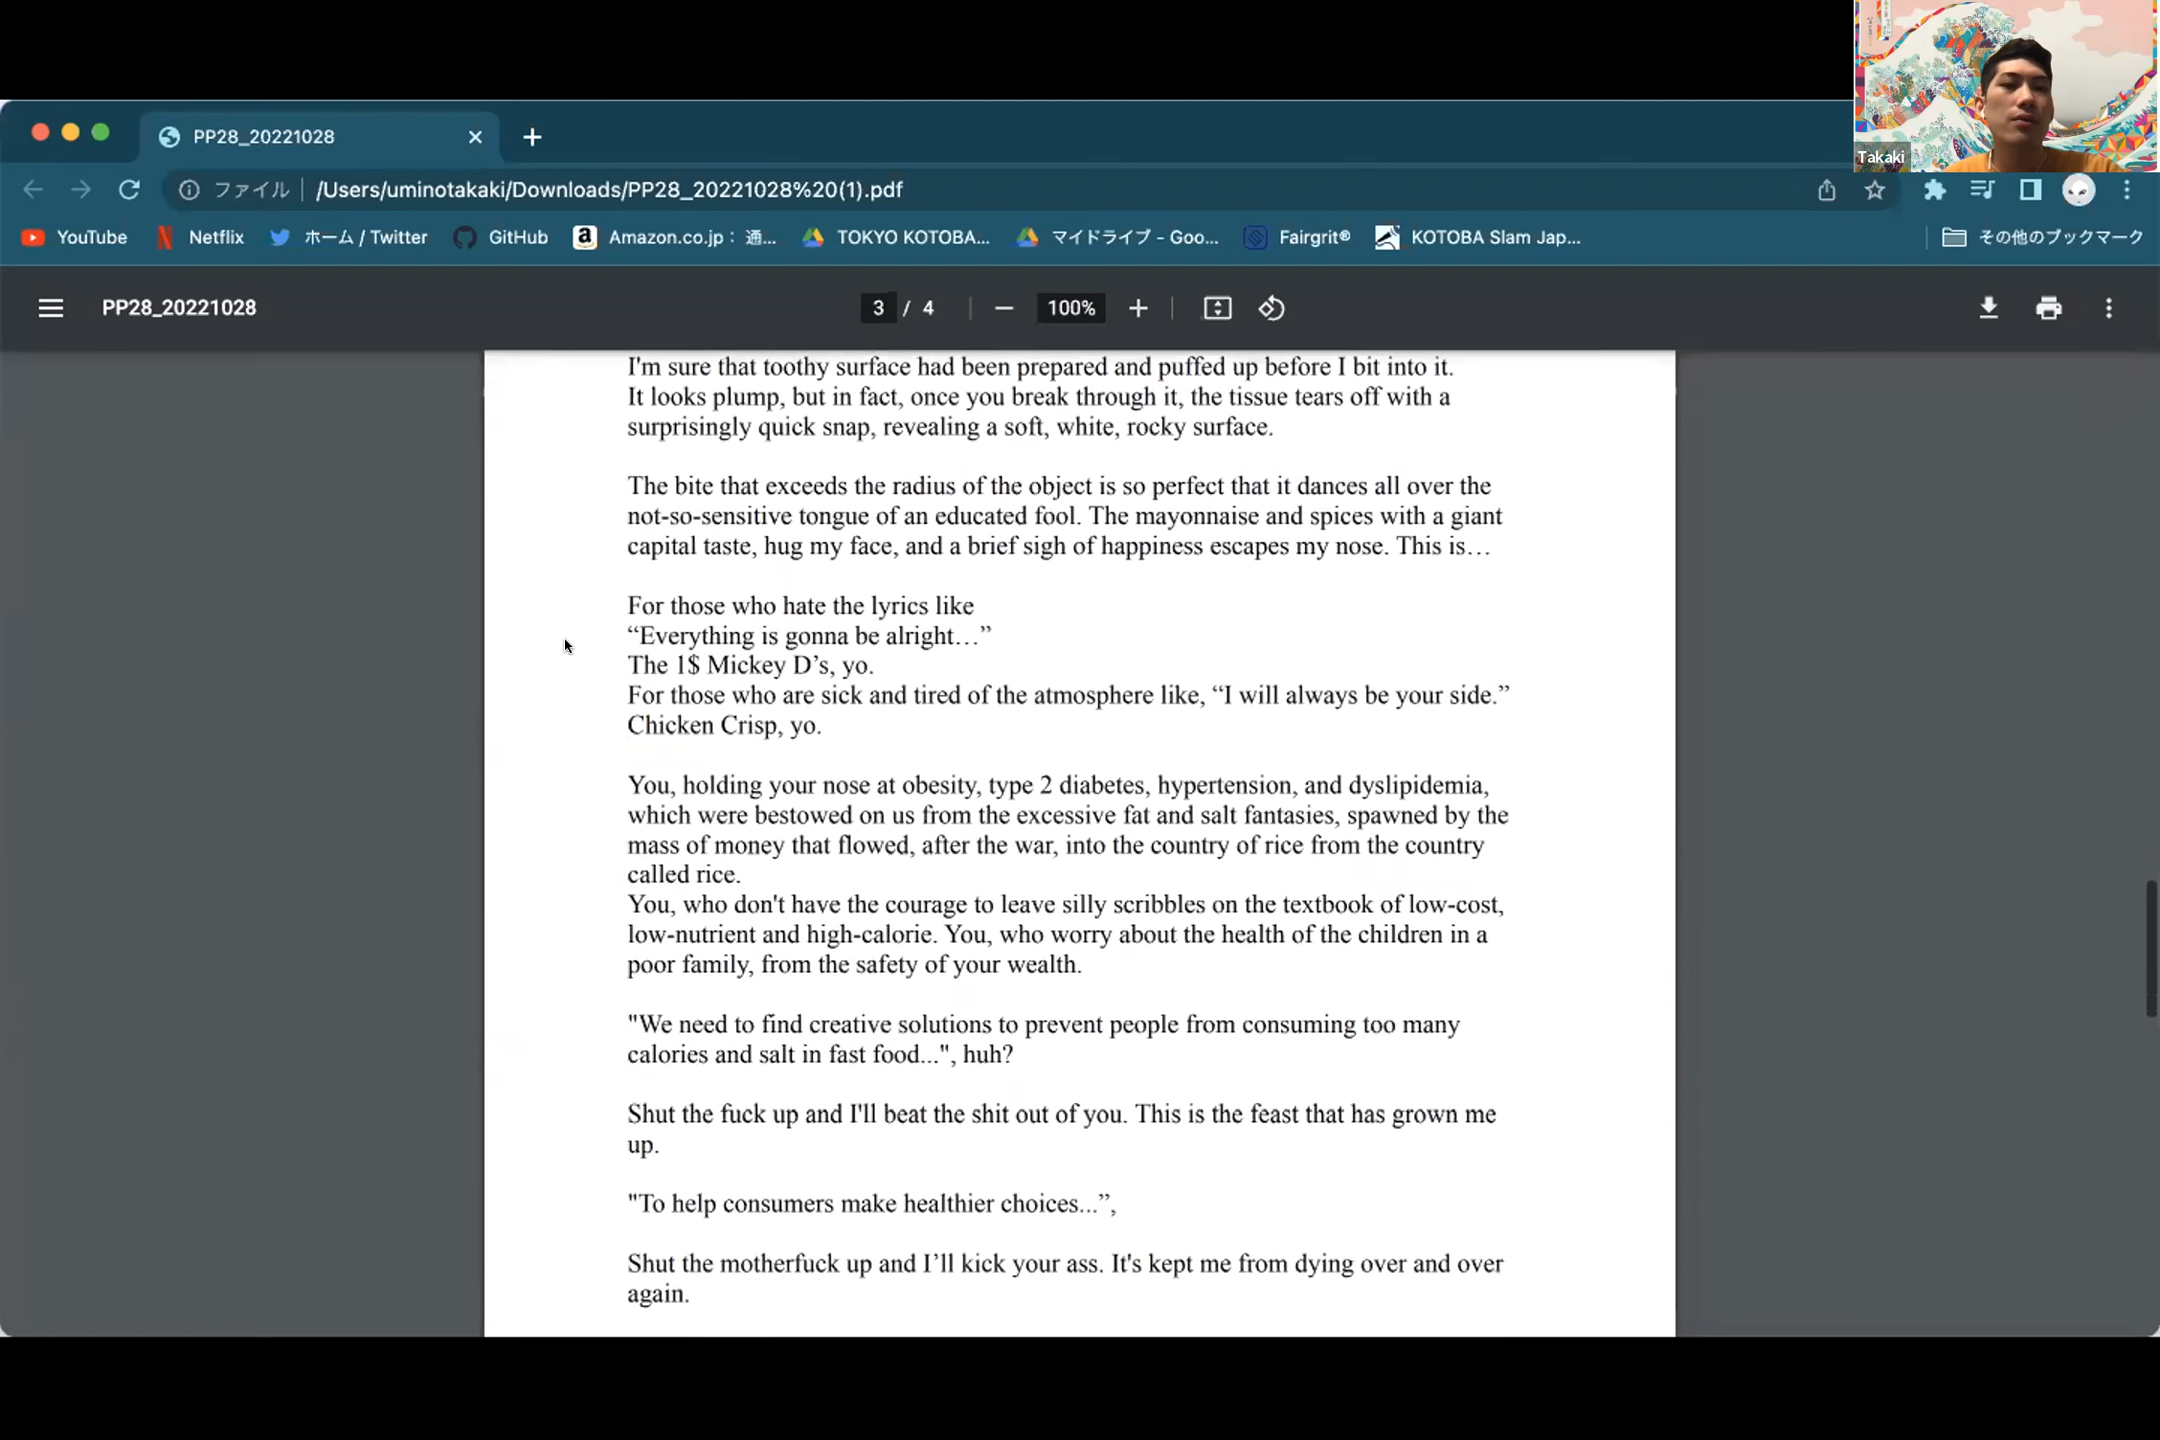 Takaki
PP28_20221028
ファイル
/Users/uminotakaki/Downloads/PP28_20221028%20(1).pdf
YouTube
Netflix
ホーム / Twitter
GitHub
Amazon.co.jp： 通...
TOKYO KOTOBA...
マイドライブ - Goo...
Fairgrit®
KOTOBA Slam Jap...
その他のブックマーク
PP28_20221028
3 / 4
100%
I'm sure that toothy surface had been prepared and puffed up before I bit into it.
It looks plump, but in fact, once you break through it, the tissue tears off with a
surprisingly quick snap, revealing a soft, white, rocky surface.
The bite that exceeds the radius of the object is so perfect that it dances all over the
not-so-sensitive tongue of an educated fool. The mayonnaise and spices with a giant
capital taste, hug my face, and a brief sigh of happiness escapes my nose. This is…
For those who hate the lyrics like
“Everything is gonna be alright…”
The 1$ Mickey D’s, yo.
For those who are sick and tired of the atmosphere like, “I will always be your side.”
Chicken Crisp, yo.
You, holding your nose at obesity, type 2 diabetes, hypertension, and dyslipidemia,
which were bestowed on us from the excessive fat and salt fantasies, spawned by the
mass of money that flowed, after the war, into the country of rice from the country
called rice.
You, who don't have the courage to leave silly scribbles on the textbook of low-cost,
low-nutrient and high-calorie. You, who worry about the health of the children in a
poor family, from the safety of your wealth.
"We need to find creative solutions to prevent people from consuming too many
calories and salt in fast food...", huh?
Shut the fuck up and I'll beat the shit out of you. This is the feast that has grown me
up.
"To help consumers make healthier choices...”,
Shut the motherfuck up and I’ll kick your ass. It's kept me from dying over and over
again.